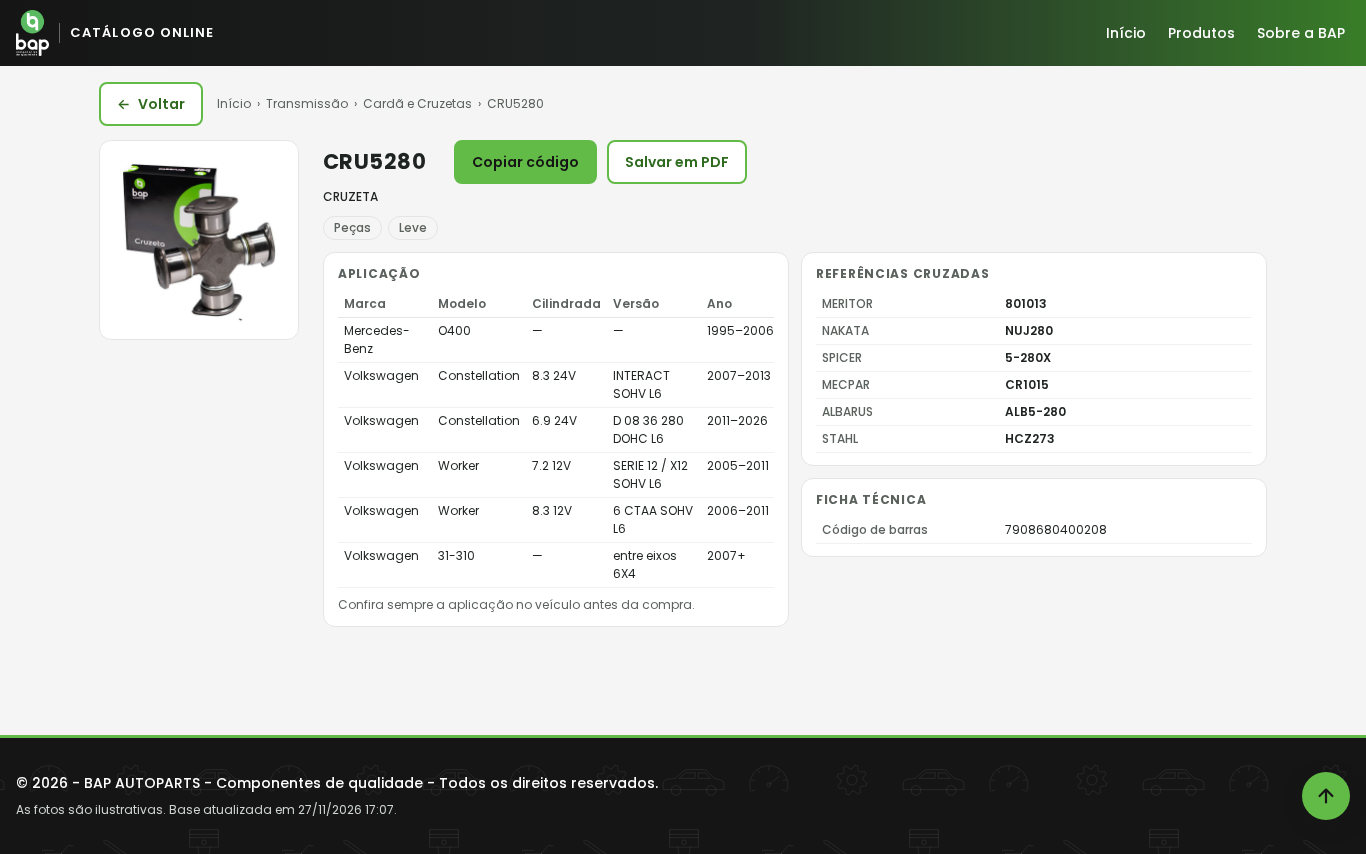 bap
CATÁLOGO ONLINE
Início
Produtos
Sobre a BAP
← Voltar
Início › Transmissão › Cardã e Cruzetas › CRU5280
bap
Cruzeta
CRU5280
Copiar código
Salvar em PDF
CRUZETA
Peças
Leve
APLICAÇÃO
Marca Modelo Cilindrada Versão Ano
Mercedes-Benz O400 — — 1995–2006
Volkswagen Constellation 8.3 24V INTERACT SOHV L6 2007–2013
Volkswagen Constellation 6.9 24V D 08 36 280 DOHC L6 2011–2026
Volkswagen Worker 7.2 12V SERIE 12 / X12 SOHV L6 2005–2011
Volkswagen Worker 8.3 12V 6 CTAA SOHV L6 2006–2011
Volkswagen 31-310 — entre eixos 6X4 2007+
Confira sempre a aplicação no veículo antes da compra.
REFERÊNCIAS CRUZADAS
MERITOR 801013
NAKATA NUJ280
SPICER 5-280X
MECPAR CR1015
ALBARUS ALB5-280
STAHL HCZ273
FICHA TÉCNICA
Código de barras 7908680400208
© 2026 - BAP AUTOPARTS - Componentes de qualidade - Todos os direitos reservados.
As fotos são ilustrativas. Base atualizada em 27/11/2026 17:07.